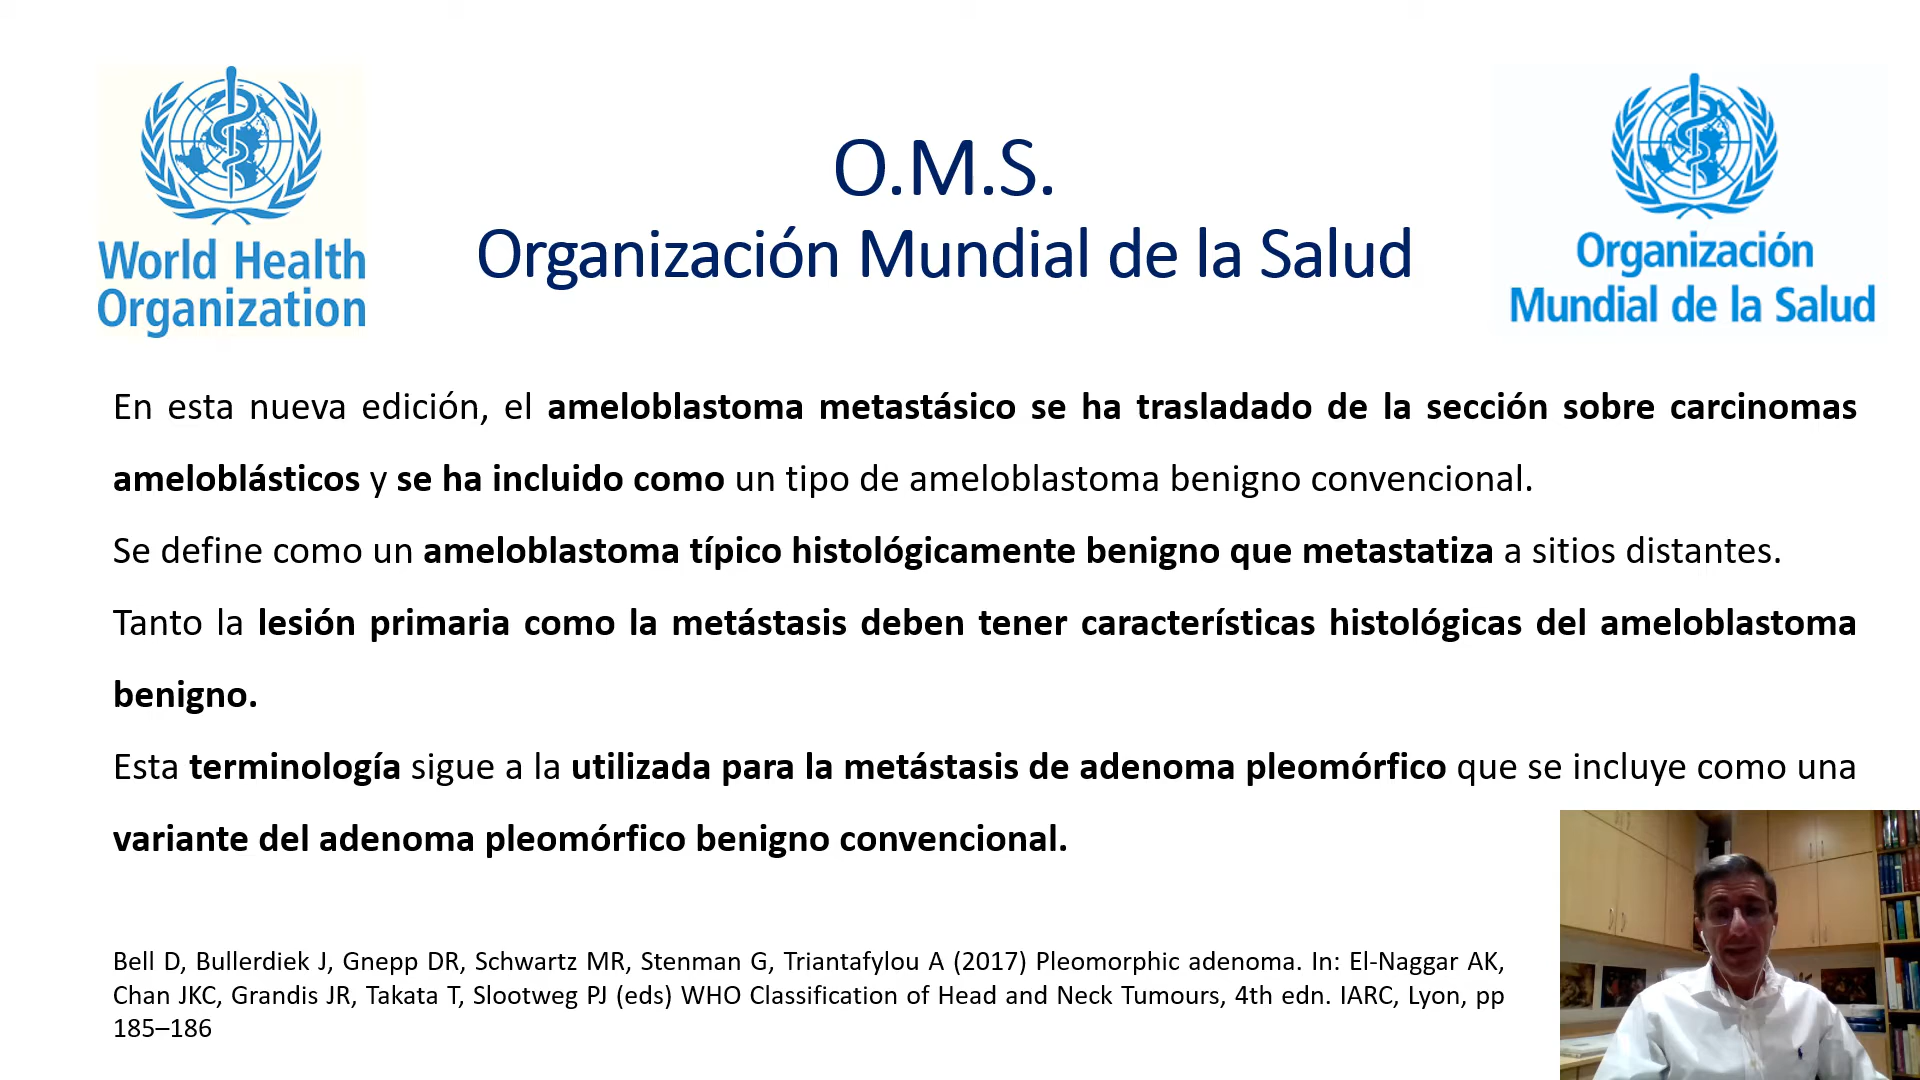 World Health
Organization
O.M.S.
Organización Mundial de la Salud
Organización
Mundial de la Salud
En esta nueva edición, el ameloblastoma metastásico se ha trasladado de la sección sobre carcinomas
ameloblásticos y se ha incluido como un tipo de ameloblastoma benigno convencional.
Se define como un ameloblastoma típico histológicamente benigno que metastatiza a sitios distantes.
Tanto la lesión primaria como la metástasis deben tener características histológicas del ameloblastoma
benigno.
Esta terminología sigue a la utilizada para la metástasis de adenoma pleomórfico que se incluye como una
variante del adenoma pleomórfico benigno convencional.
Bell D, Bullerdiek J, Gnepp DR, Schwartz MR, Stenman G, Triantafylou A (2017) Pleomorphic adenoma. In: El-Naggar AK,
Chan JKC, Grandis JR, Takata T, Slootweg PJ (eds) WHO Classification of Head and Neck Tumours, 4th edn. IARC, Lyon, pp
185–186